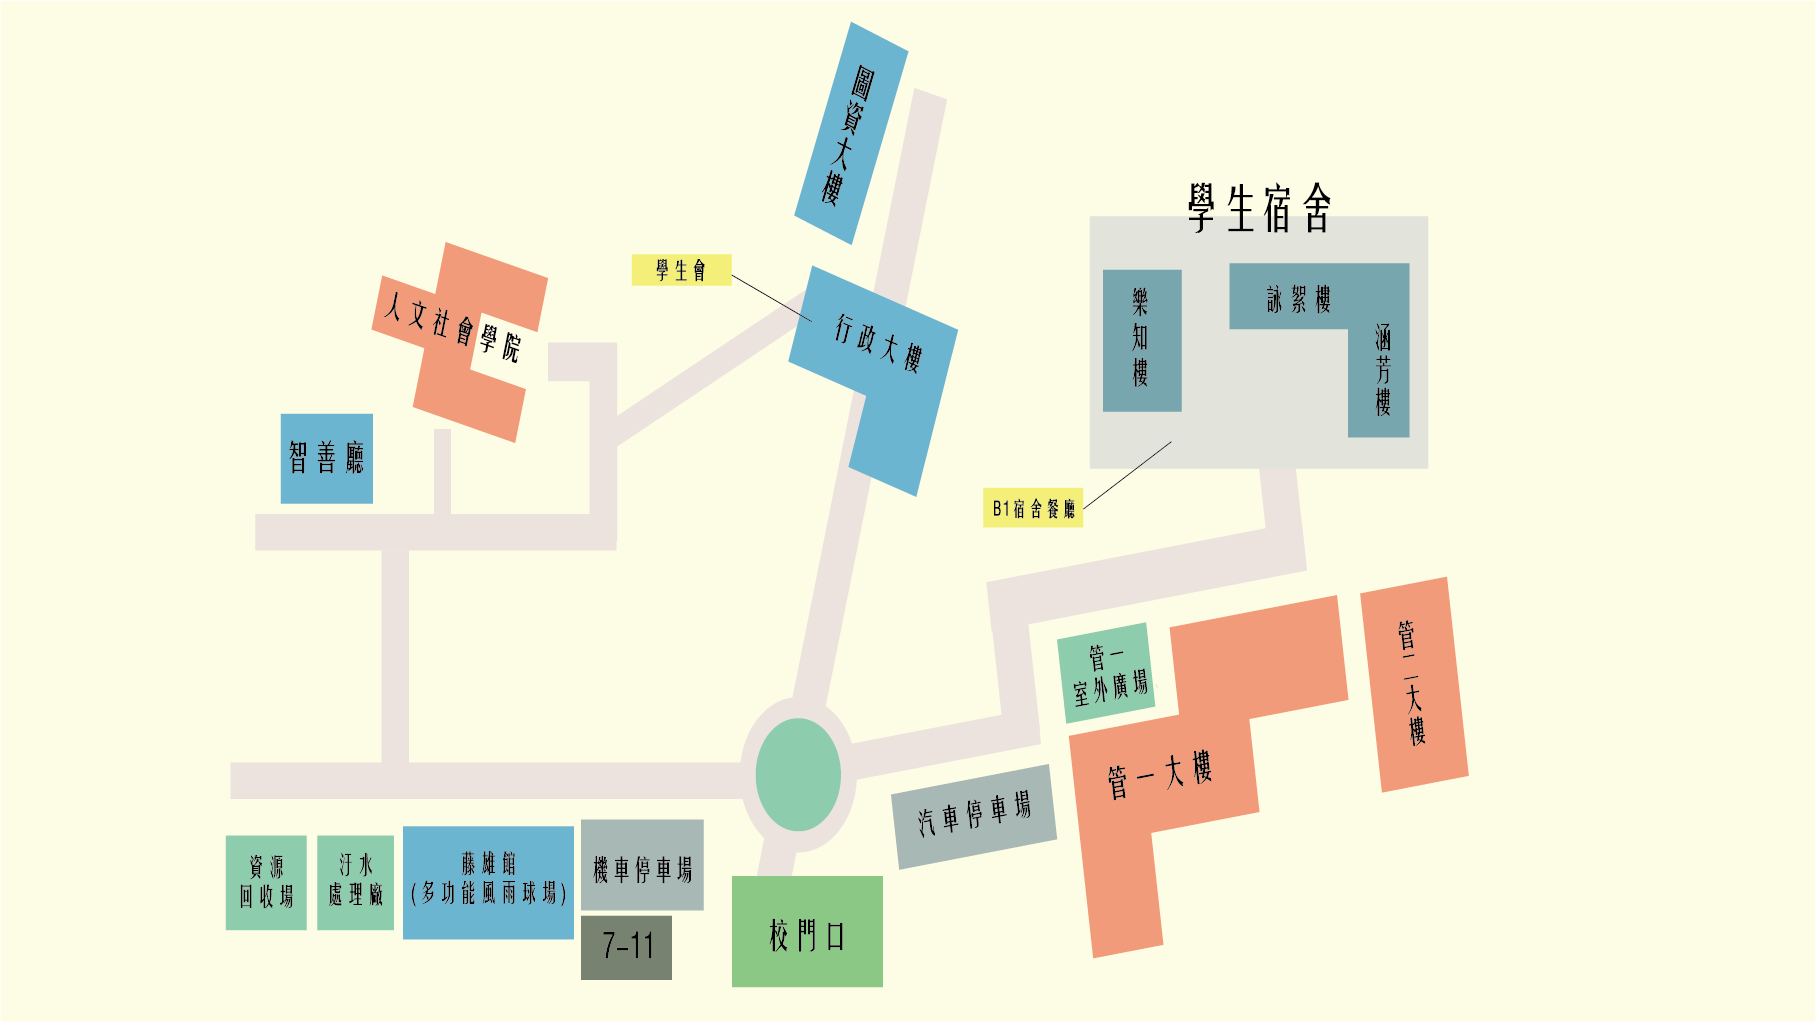 圖資大樓
學生宿舍
學生會
行政大樓
人文社會學院
樂知樓
詠絮樓
涵芳樓
智善廳
B1宿舍餐廳
管一
室外廣場
管二大樓
管一大樓
汽車停車場
資源
回收場
汙水
處理廠
藤雄館
(多功能風雨球場)
機車停車場
7-11
校門口